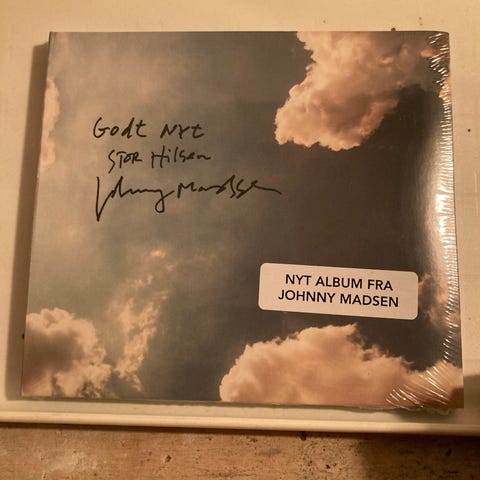 Godt Nyt
STOR Hilsen
Johnny Madsen
NYT ALBUM FRA
JOHNNY MADSEN